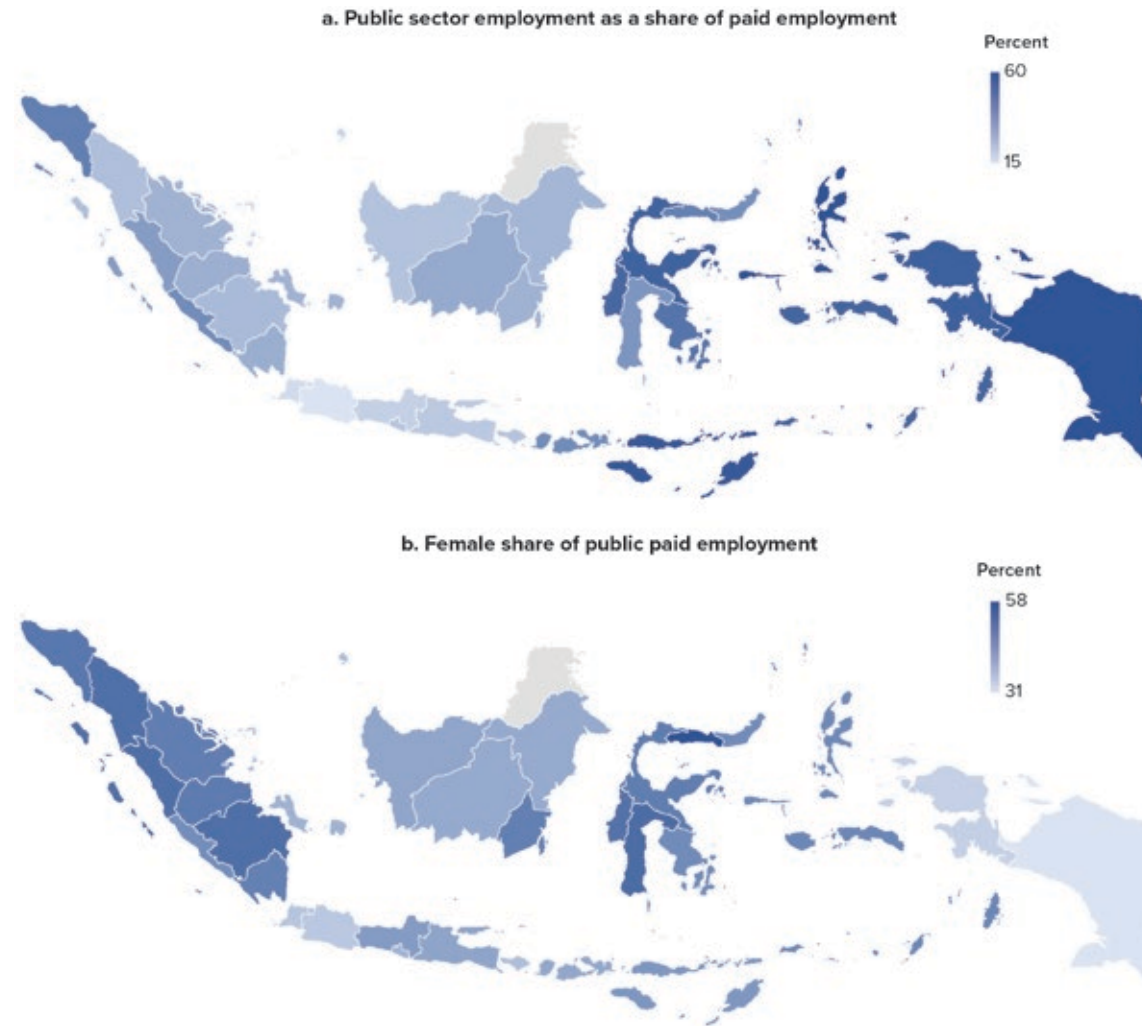 a. Public sector employment as a share of paid employment
Percent
60
15
b. Female share of public paid employment
Percent
58
31